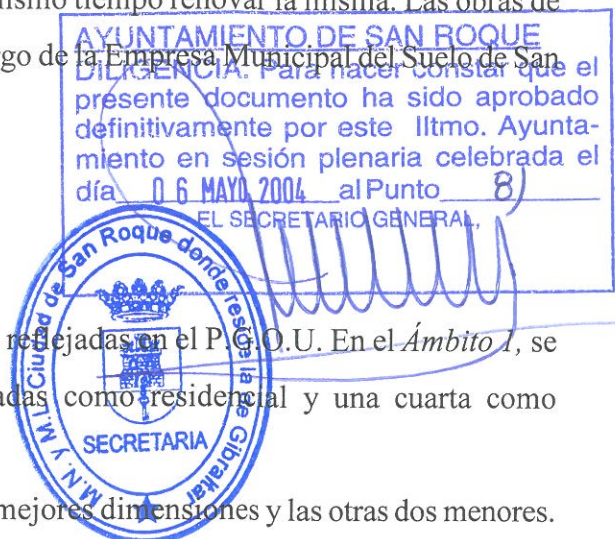 mismo tiempo renovar la misma. Las obras de
AYUNTAMIENTO DE SAN ROQUE
rgo de la Empresa Municipal del Suelo de San
DILIGENCIA. Para hacer constar que el
presente documento ha sido aprobado
definitivamente por este Iltmo. Ayunta-
miento en sesión plenaria celebrada el
día 06 MAYO 2004 al Punto 8)
EL SECRETARIO GENERAL,
M.N. y M.L. Ciudad de San Roque donde reside la de Gibraltar
reflejadas en el P.G.O.U. En el Ámbito 1, se
adas como residencial y una cuarta como
SECRETARIA
mejores dimensiones y las otras dos menores.